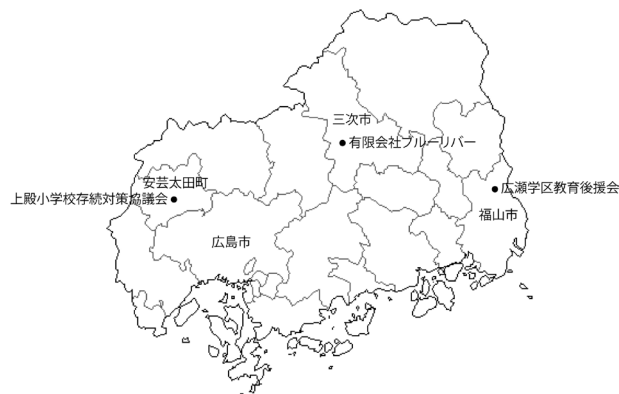 三次市
有限会社ブルーリバー
安芸太田町
上殿小学校存続対策協議会
広瀬学区教育後援会
福山市
広島市